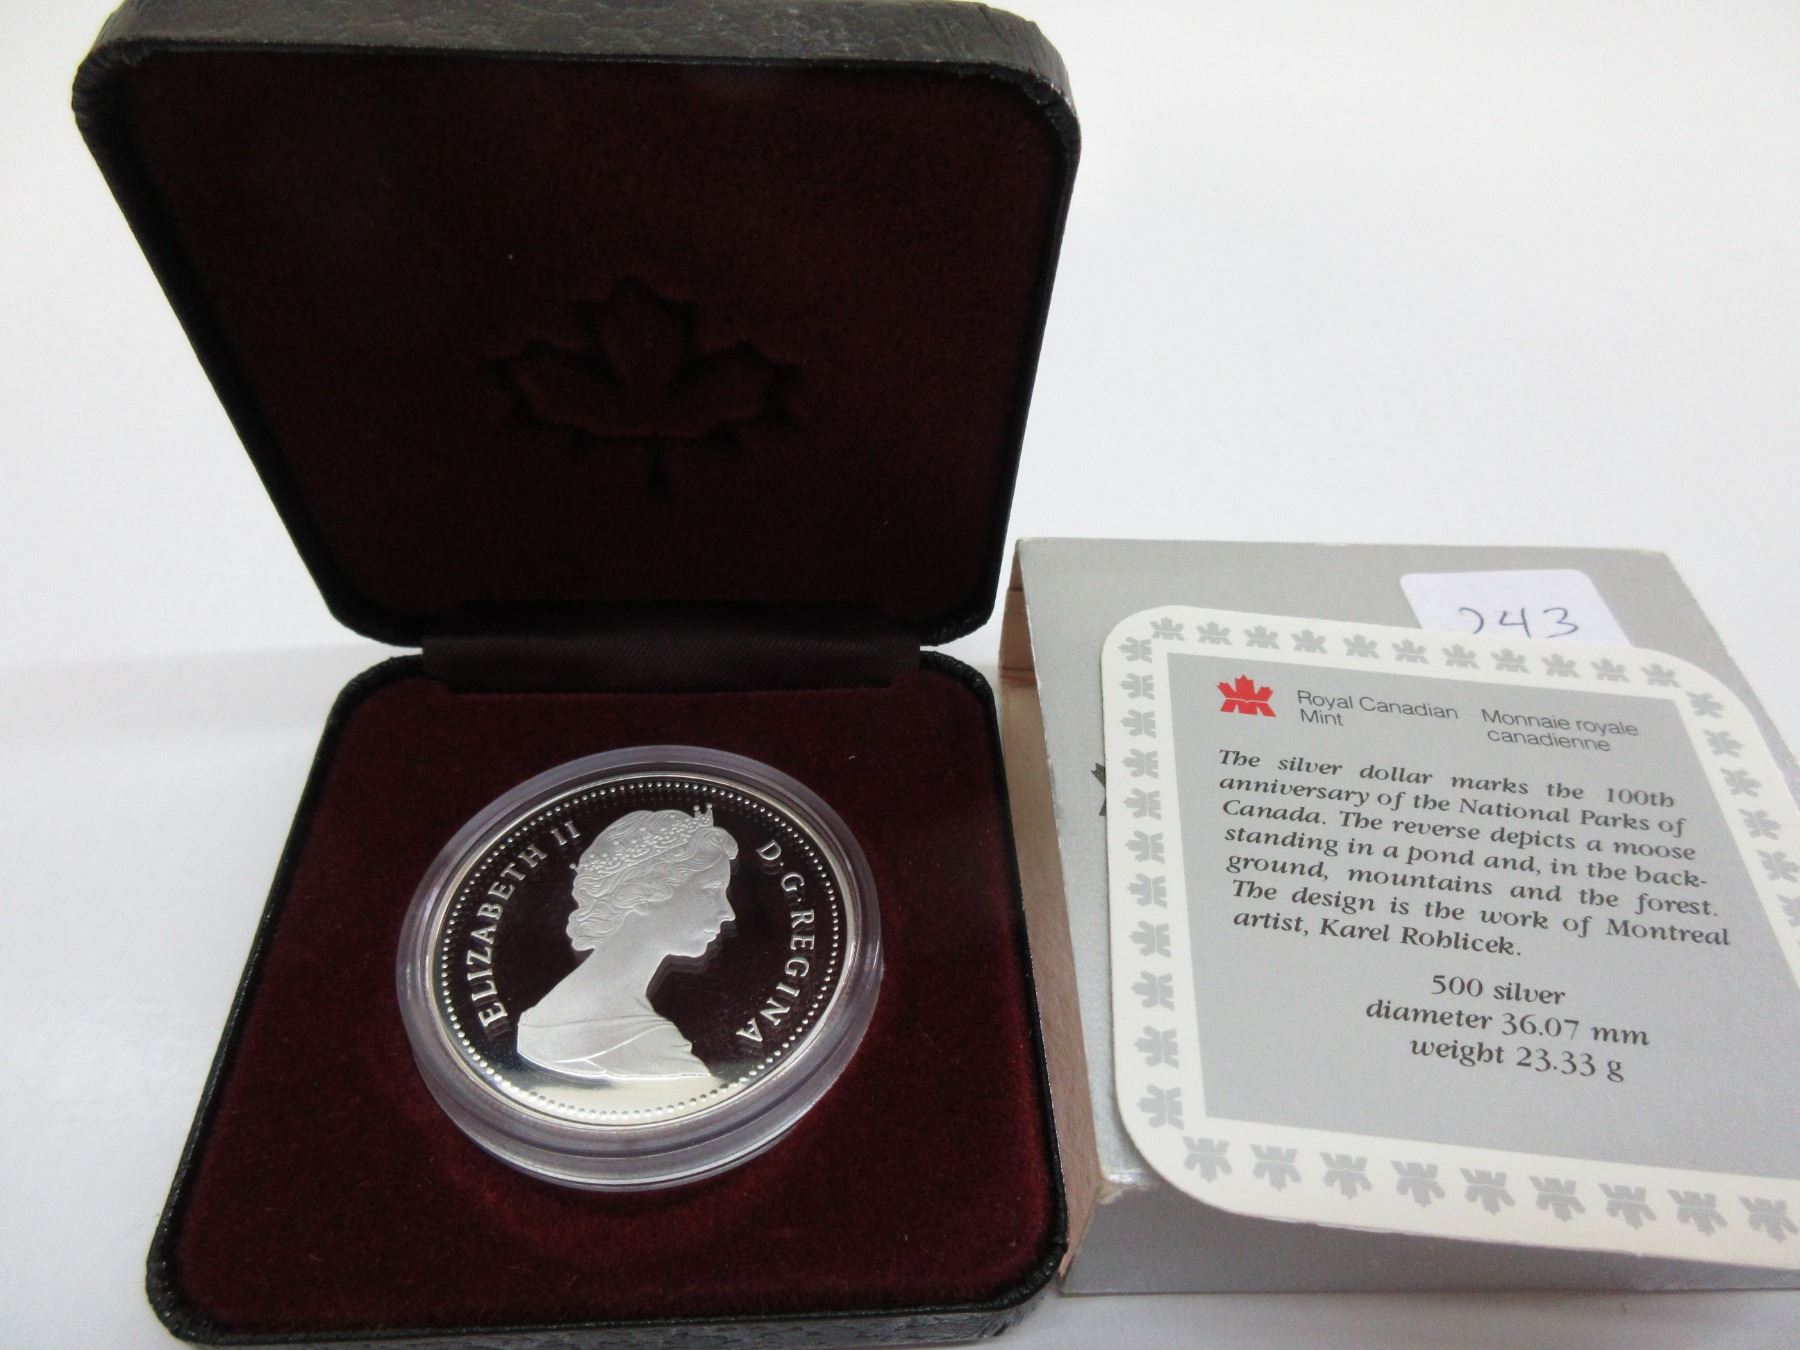 ELIZABETH II D·G·REGINA
243
Royal Canadian Mint
Monnaie royale canadienne
The silver dollar marks the 100th
anniversary of the National Parks of
Canada. The reverse depicts a moose
standing in a pond and, in the back-
ground, mountains and the forest.
The design is the work of Montreal
artist, Karel Rohlicek.
500 silver
diameter 36.07 mm
weight 23.33 g